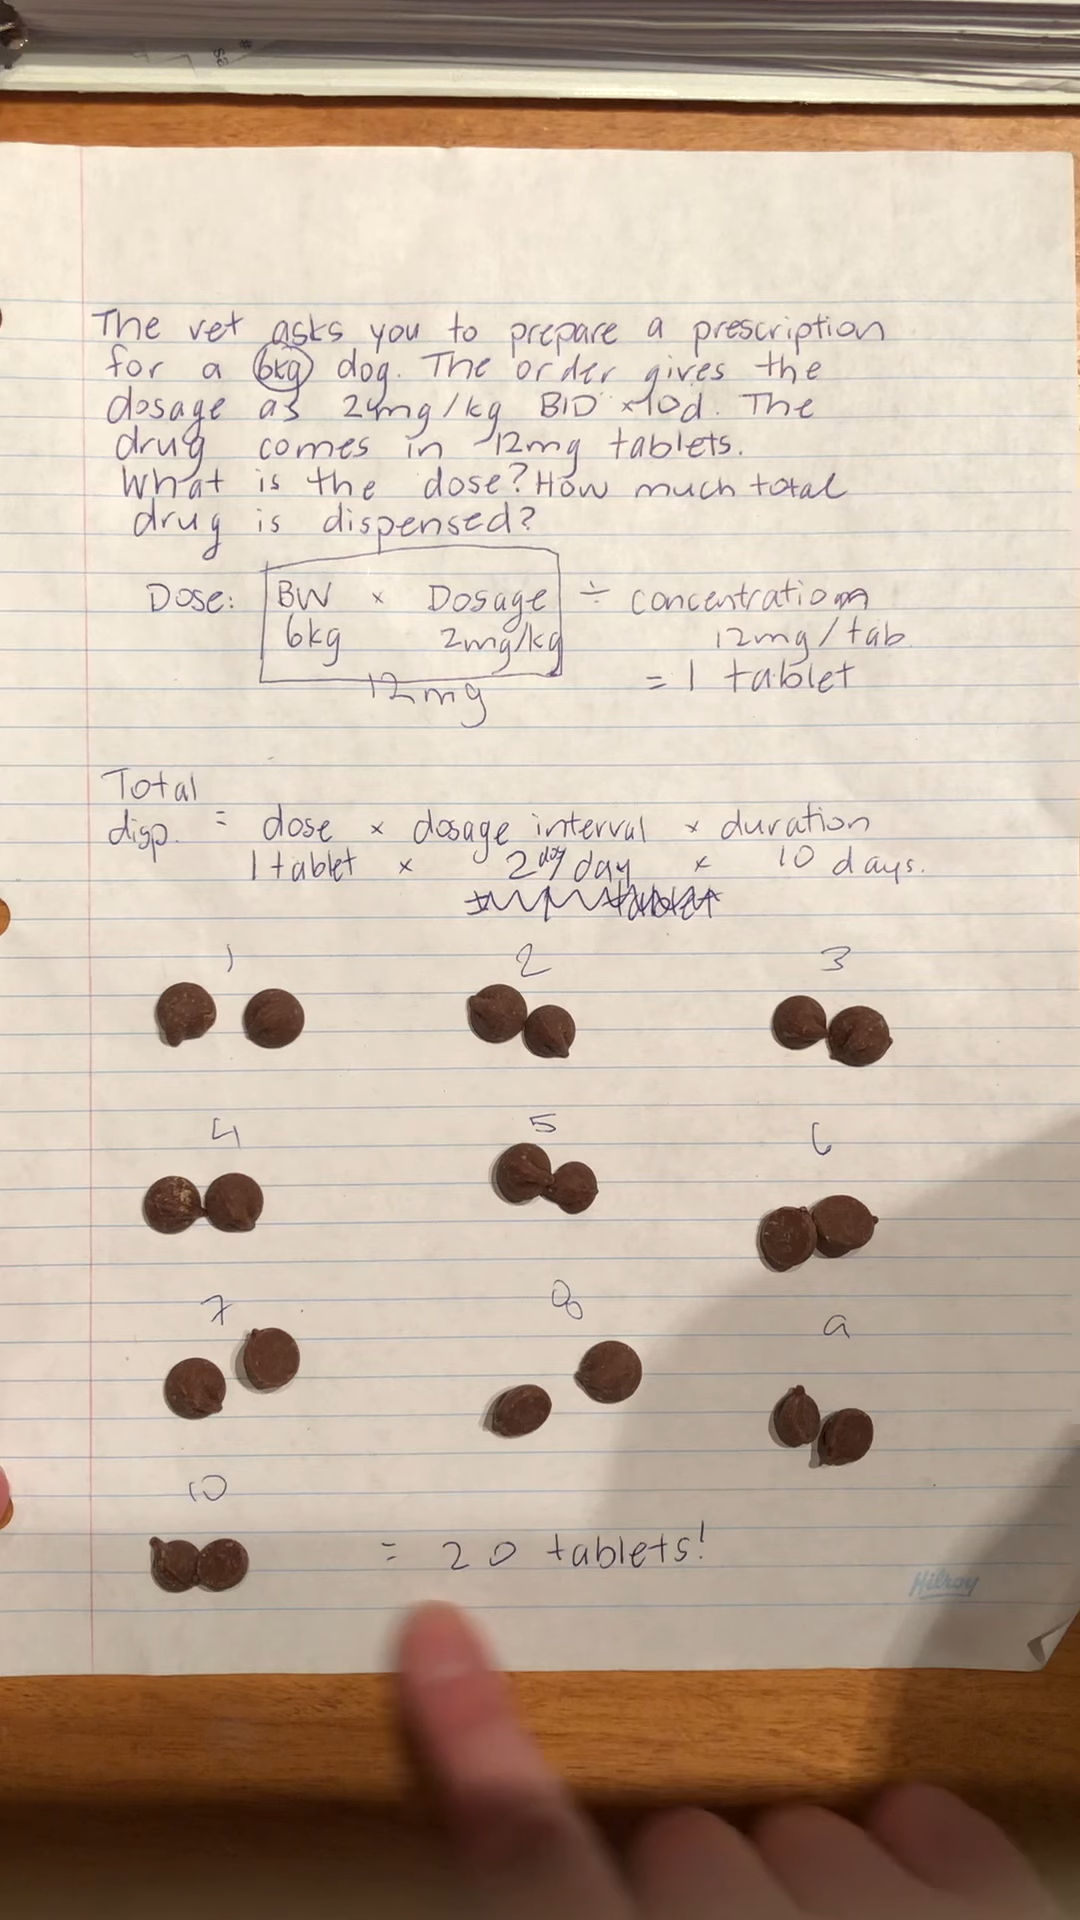 The vet asks you to prepare a prescription
for a 6kg dog. The order gives the
dosage as 2mg/kg BID x10d. The
drug comes in 12mg tablets.
What is the dose? How much total
drug is dispensed?
Dose: BW x Dosage ÷ concentration
6kg 2mg/kg 12mg/tab
12mg = 1 tablet
Total
disp. = dose x dosage interval x duration
1 tablet x 2 day x 10 days.
1 2 3
4 5 6
7 8 9
10
= 20 tablets!
Hilroy